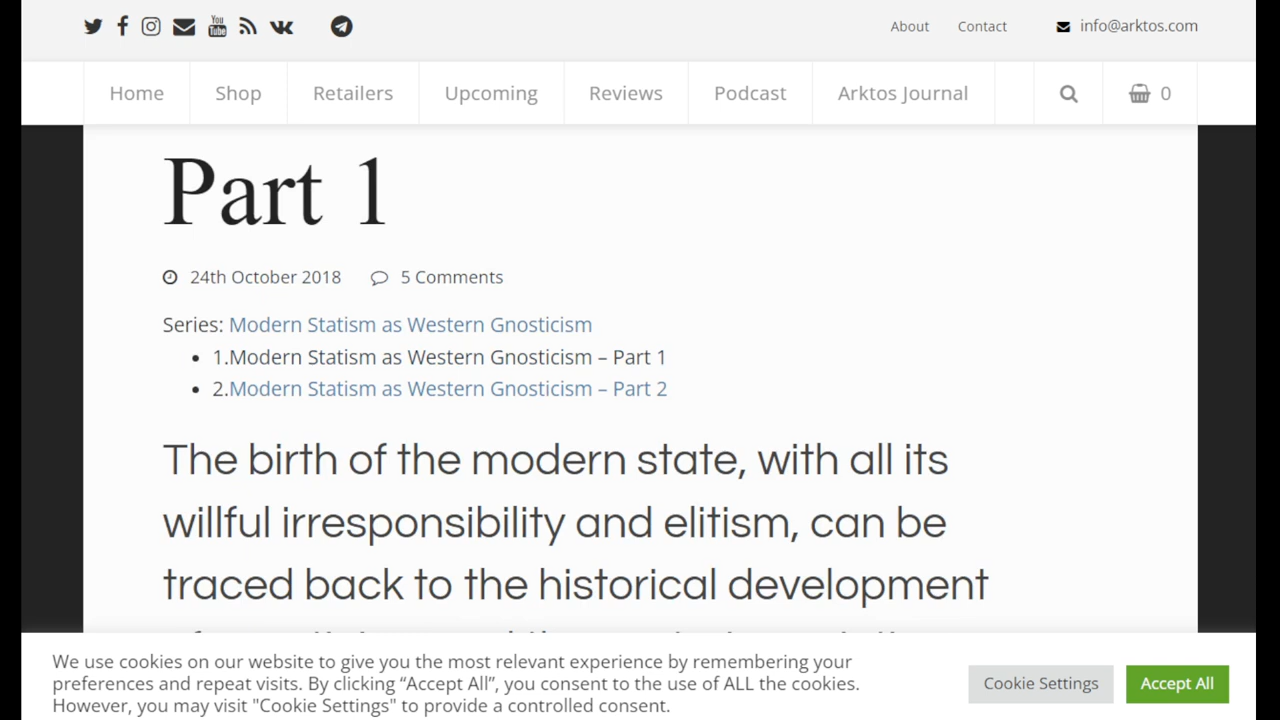 You Tube
About Contact info@arktos.com
Home Shop Retailers Upcoming Reviews Podcast Arktos Journal 0
Part 1
24th October 2018 5 Comments
Series: Modern Statism as Western Gnosticism
• 1.Modern Statism as Western Gnosticism – Part 1
• 2.Modern Statism as Western Gnosticism – Part 2
The birth of the modern state, with all its
willful irresponsibility and elitism, can be
traced back to the historical development
We use cookies on our website to give you the most relevant experience by remembering your
preferences and repeat visits. By clicking “Accept All”, you consent to the use of ALL the cookies.
However, you may visit "Cookie Settings" to provide a controlled consent.
Cookie Settings Accept All